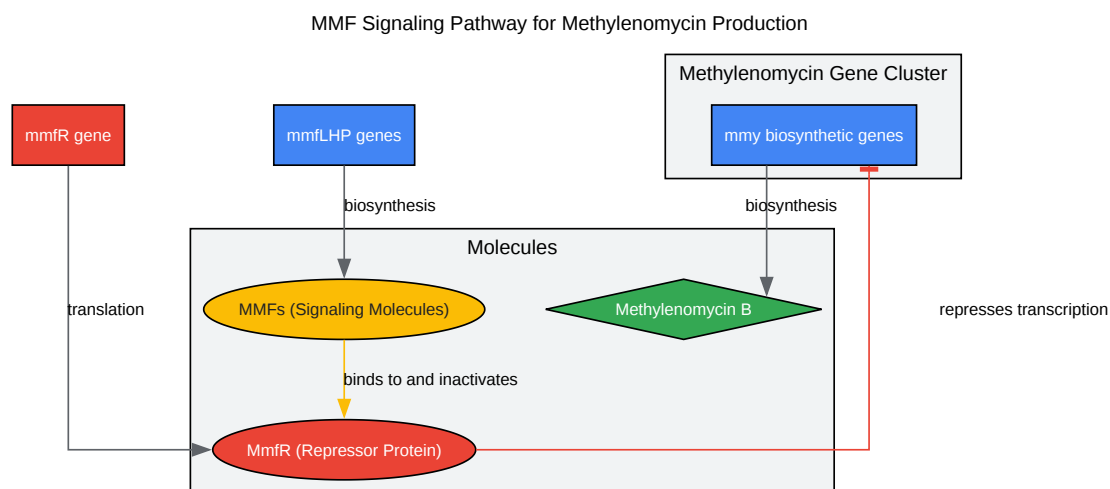 MMF Signaling Pathway for Methylenomycin Production
Methylenomycin Gene Cluster
mmfR gene
mmfLHP genes
mmy biosynthetic genes
biosynthesis
biosynthesis
Molecules
translation
MMFs (Signaling Molecules)
Methylenomycin B
represses transcription
binds to and inactivates
MmfR (Repressor Protein)